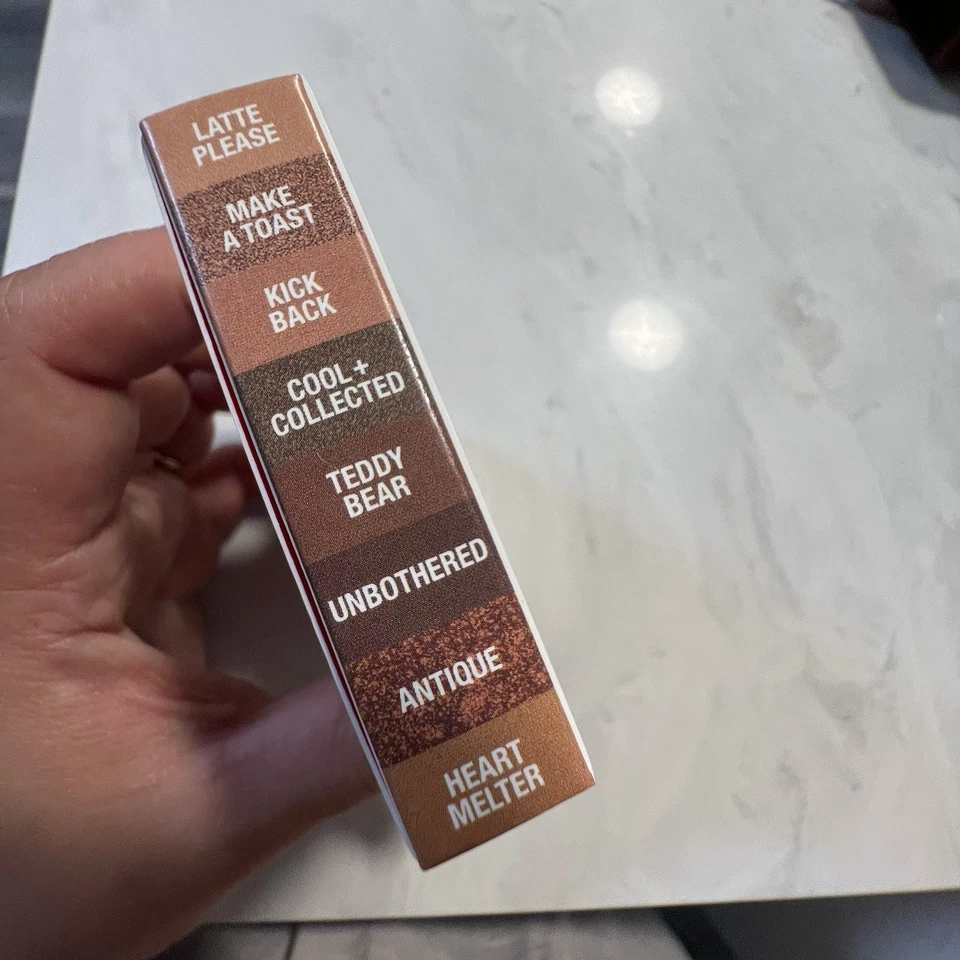 LATTE
PLEASE
MAKE
A TOAST
KICK
BACK
COOL +
COLLECTED
TEDDY
BEAR
UNBOTHERED
ANTIQUE
HEART
MELTER